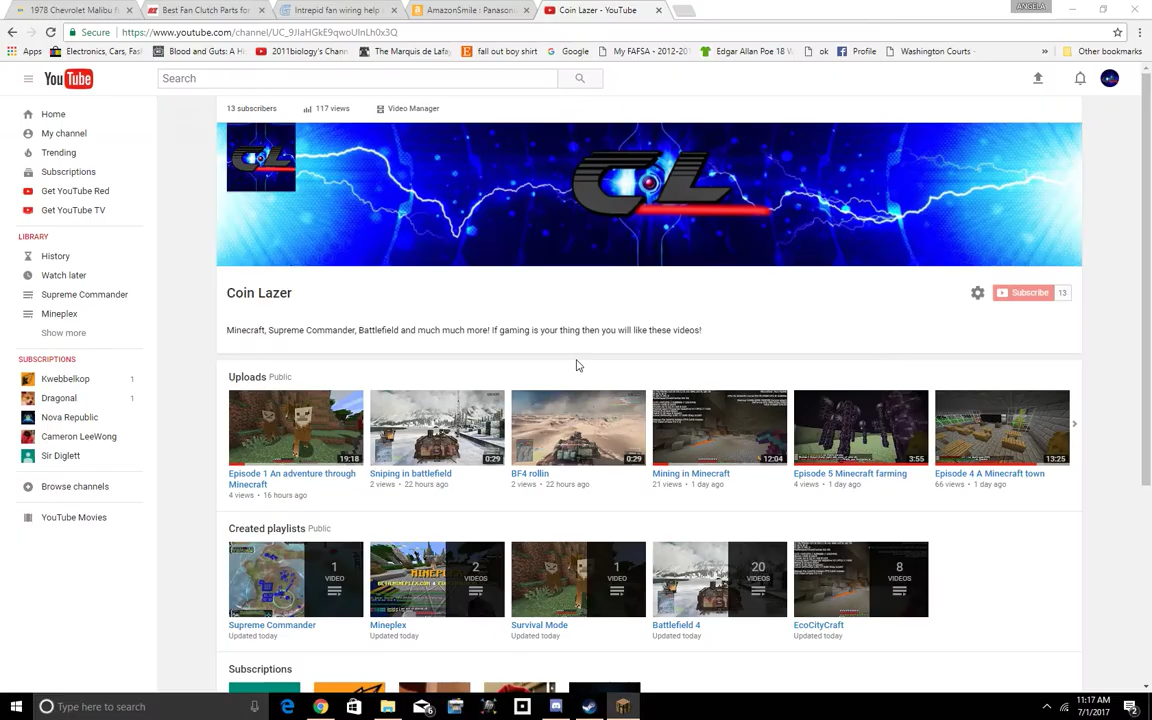 1978 Chevrolet Malibu f
Best Fan Clutch Parts for
Intrepid fan wiring help
AmazonSmile : Panasoni
Coin Lazer - YouTube
ANGELA
Secure
https://www.youtube.com/channel/UC_9JIaHGkE9qwoUInLh0x3Q
Apps
Electronics, Cars, Fas
Blood and Guts: A H
2011biology's Chann
The Marquis de Lafay
fall out boy shirt
Google
My FAFSA - 2012-20
Edgar Allan Poe 18 W
ok
Profile
Washington Courts -
»
Other bookmarks
YouTube
Search
13 subscribers
117 views
Video Manager
Home
My channel
Trending
Subscriptions
Get YouTube Red
Get YouTube TV
LIBRARY
History
Watch later
Supreme Commander
Mineplex
Show more
SUBSCRIPTIONS
Kwebbelkop 1
Dragonal 1
Nova Republic
Cameron LeeWong
Sir Diglett
Browse channels
YouTube Movies
CL
CL
Coin Lazer
Subscribe 13
Minecraft, Supreme Commander, Battlefield and much much more! If gaming is your thing then you will like these videos!
Uploads Public
19:18
0:29
0:29
12:04
3:55
13:25
Episode 1 An adventure through
Minecraft
4 views • 16 hours ago
Sniping in battlefield
2 views • 22 hours ago
BF4 rollin
2 views • 22 hours ago
Mining in Minecraft
21 views • 1 day ago
Episode 5 Minecraft farming
4 views • 1 day ago
Episode 4 A Minecraft town
66 views • 1 day ago
Created playlists Public
1
VIDEO
MINEPLEX
2
VIDEOS
1
VIDEO
20
VIDEOS
8
VIDEOS
Supreme Commander
Updated today
Mineplex
Updated today
Survival Mode
Updated today
Battlefield 4
Updated today
EcoCityCraft
Updated today
Subscriptions
Type here to search
6
11:17 AM
7/1/2017
2